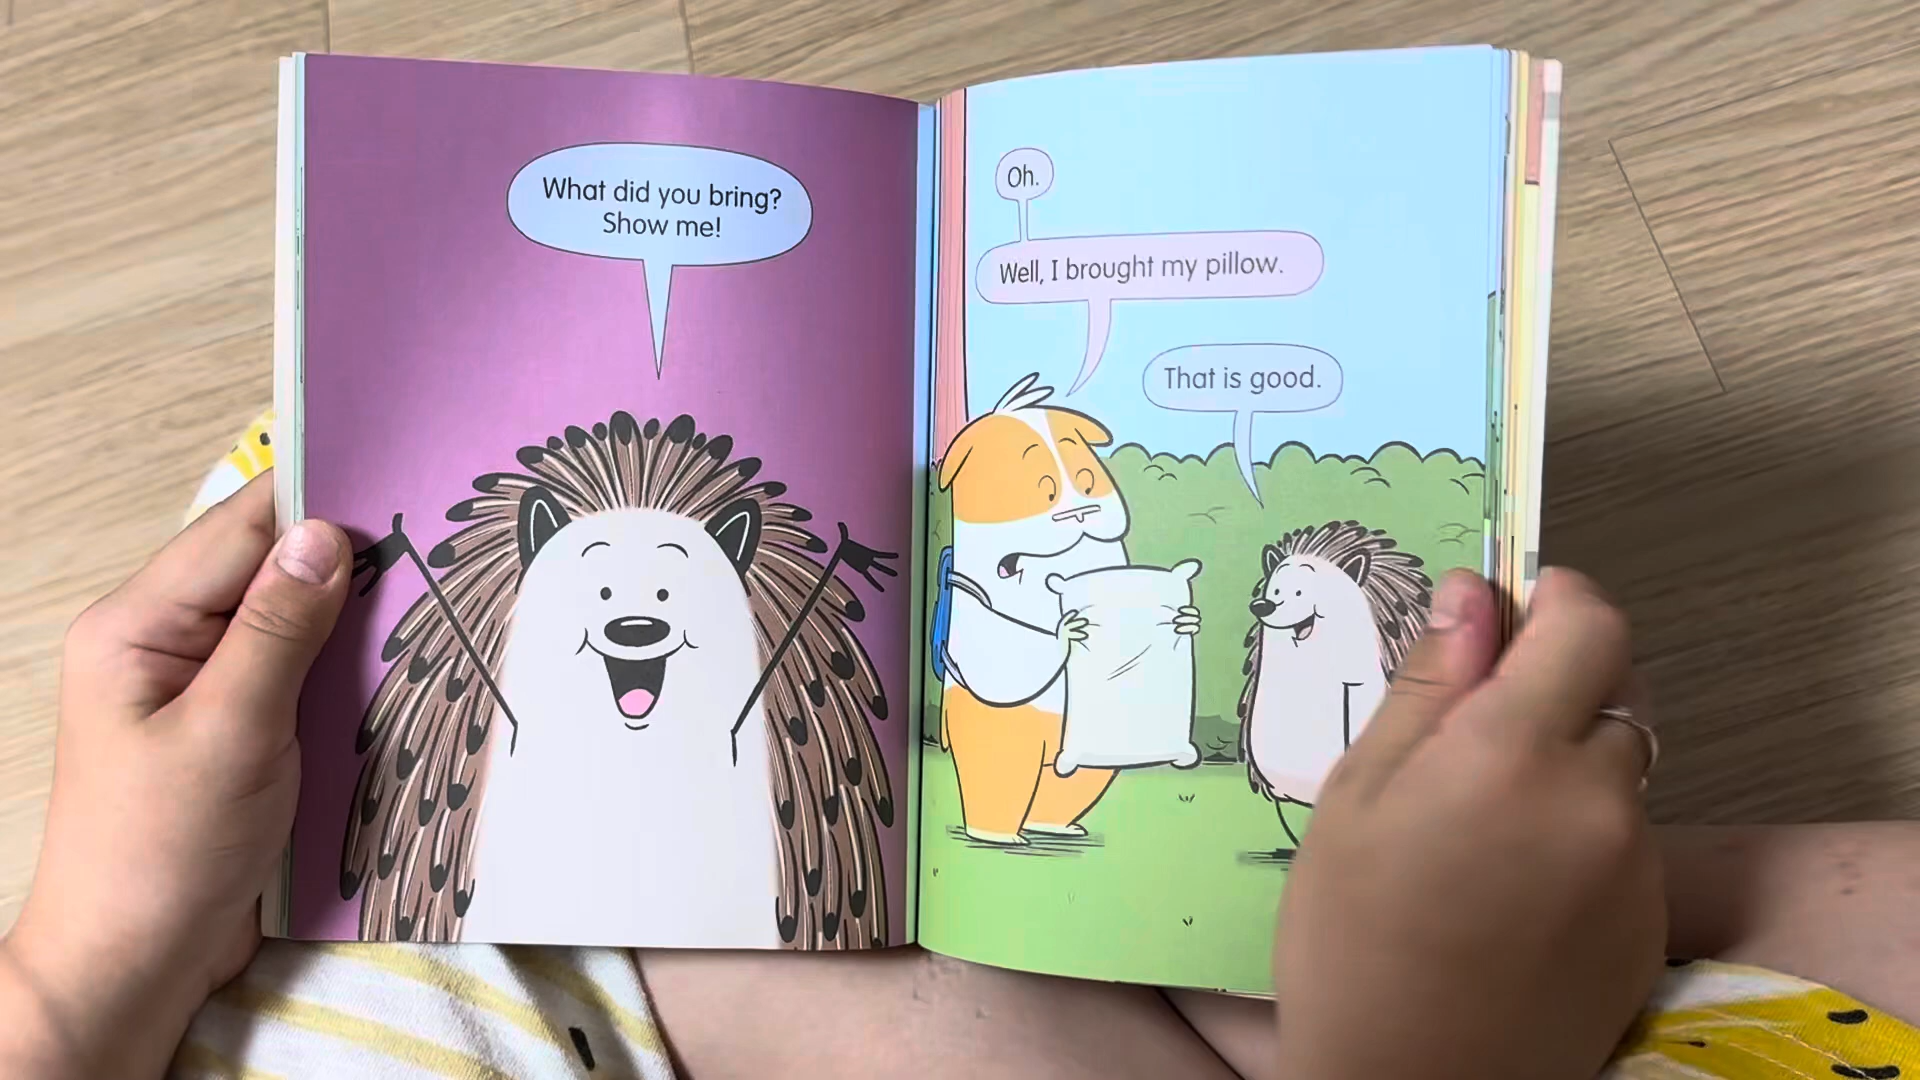 What did you bring?
Show me!
Oh.
Well, I brought my pillow.
That is good.